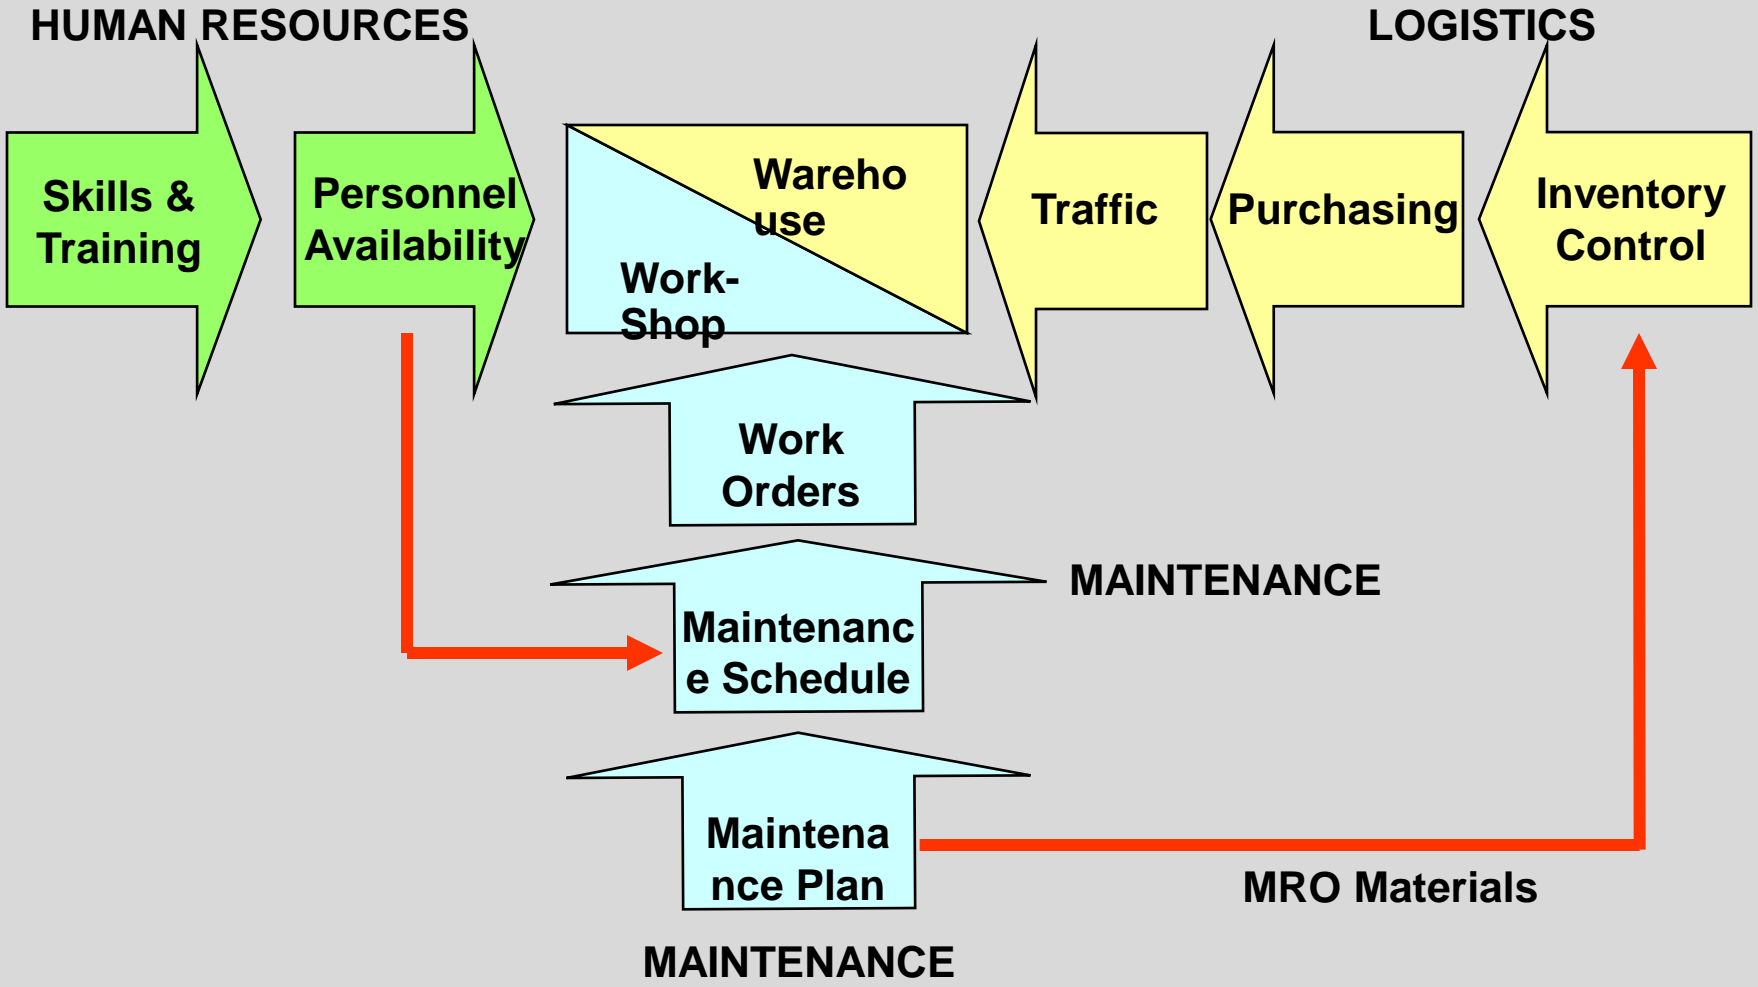 HUMAN RESOURCES
LOGISTICS
Skills &
Training
Personnel
Availability
Wareho
use
Work-
Shop
Traffic
Purchasing
Inventory
Control
Work
Orders
MAINTENANCE
Maintenanc
e Schedule
Maintena
nce Plan
MRO Materials
MAINTENANCE